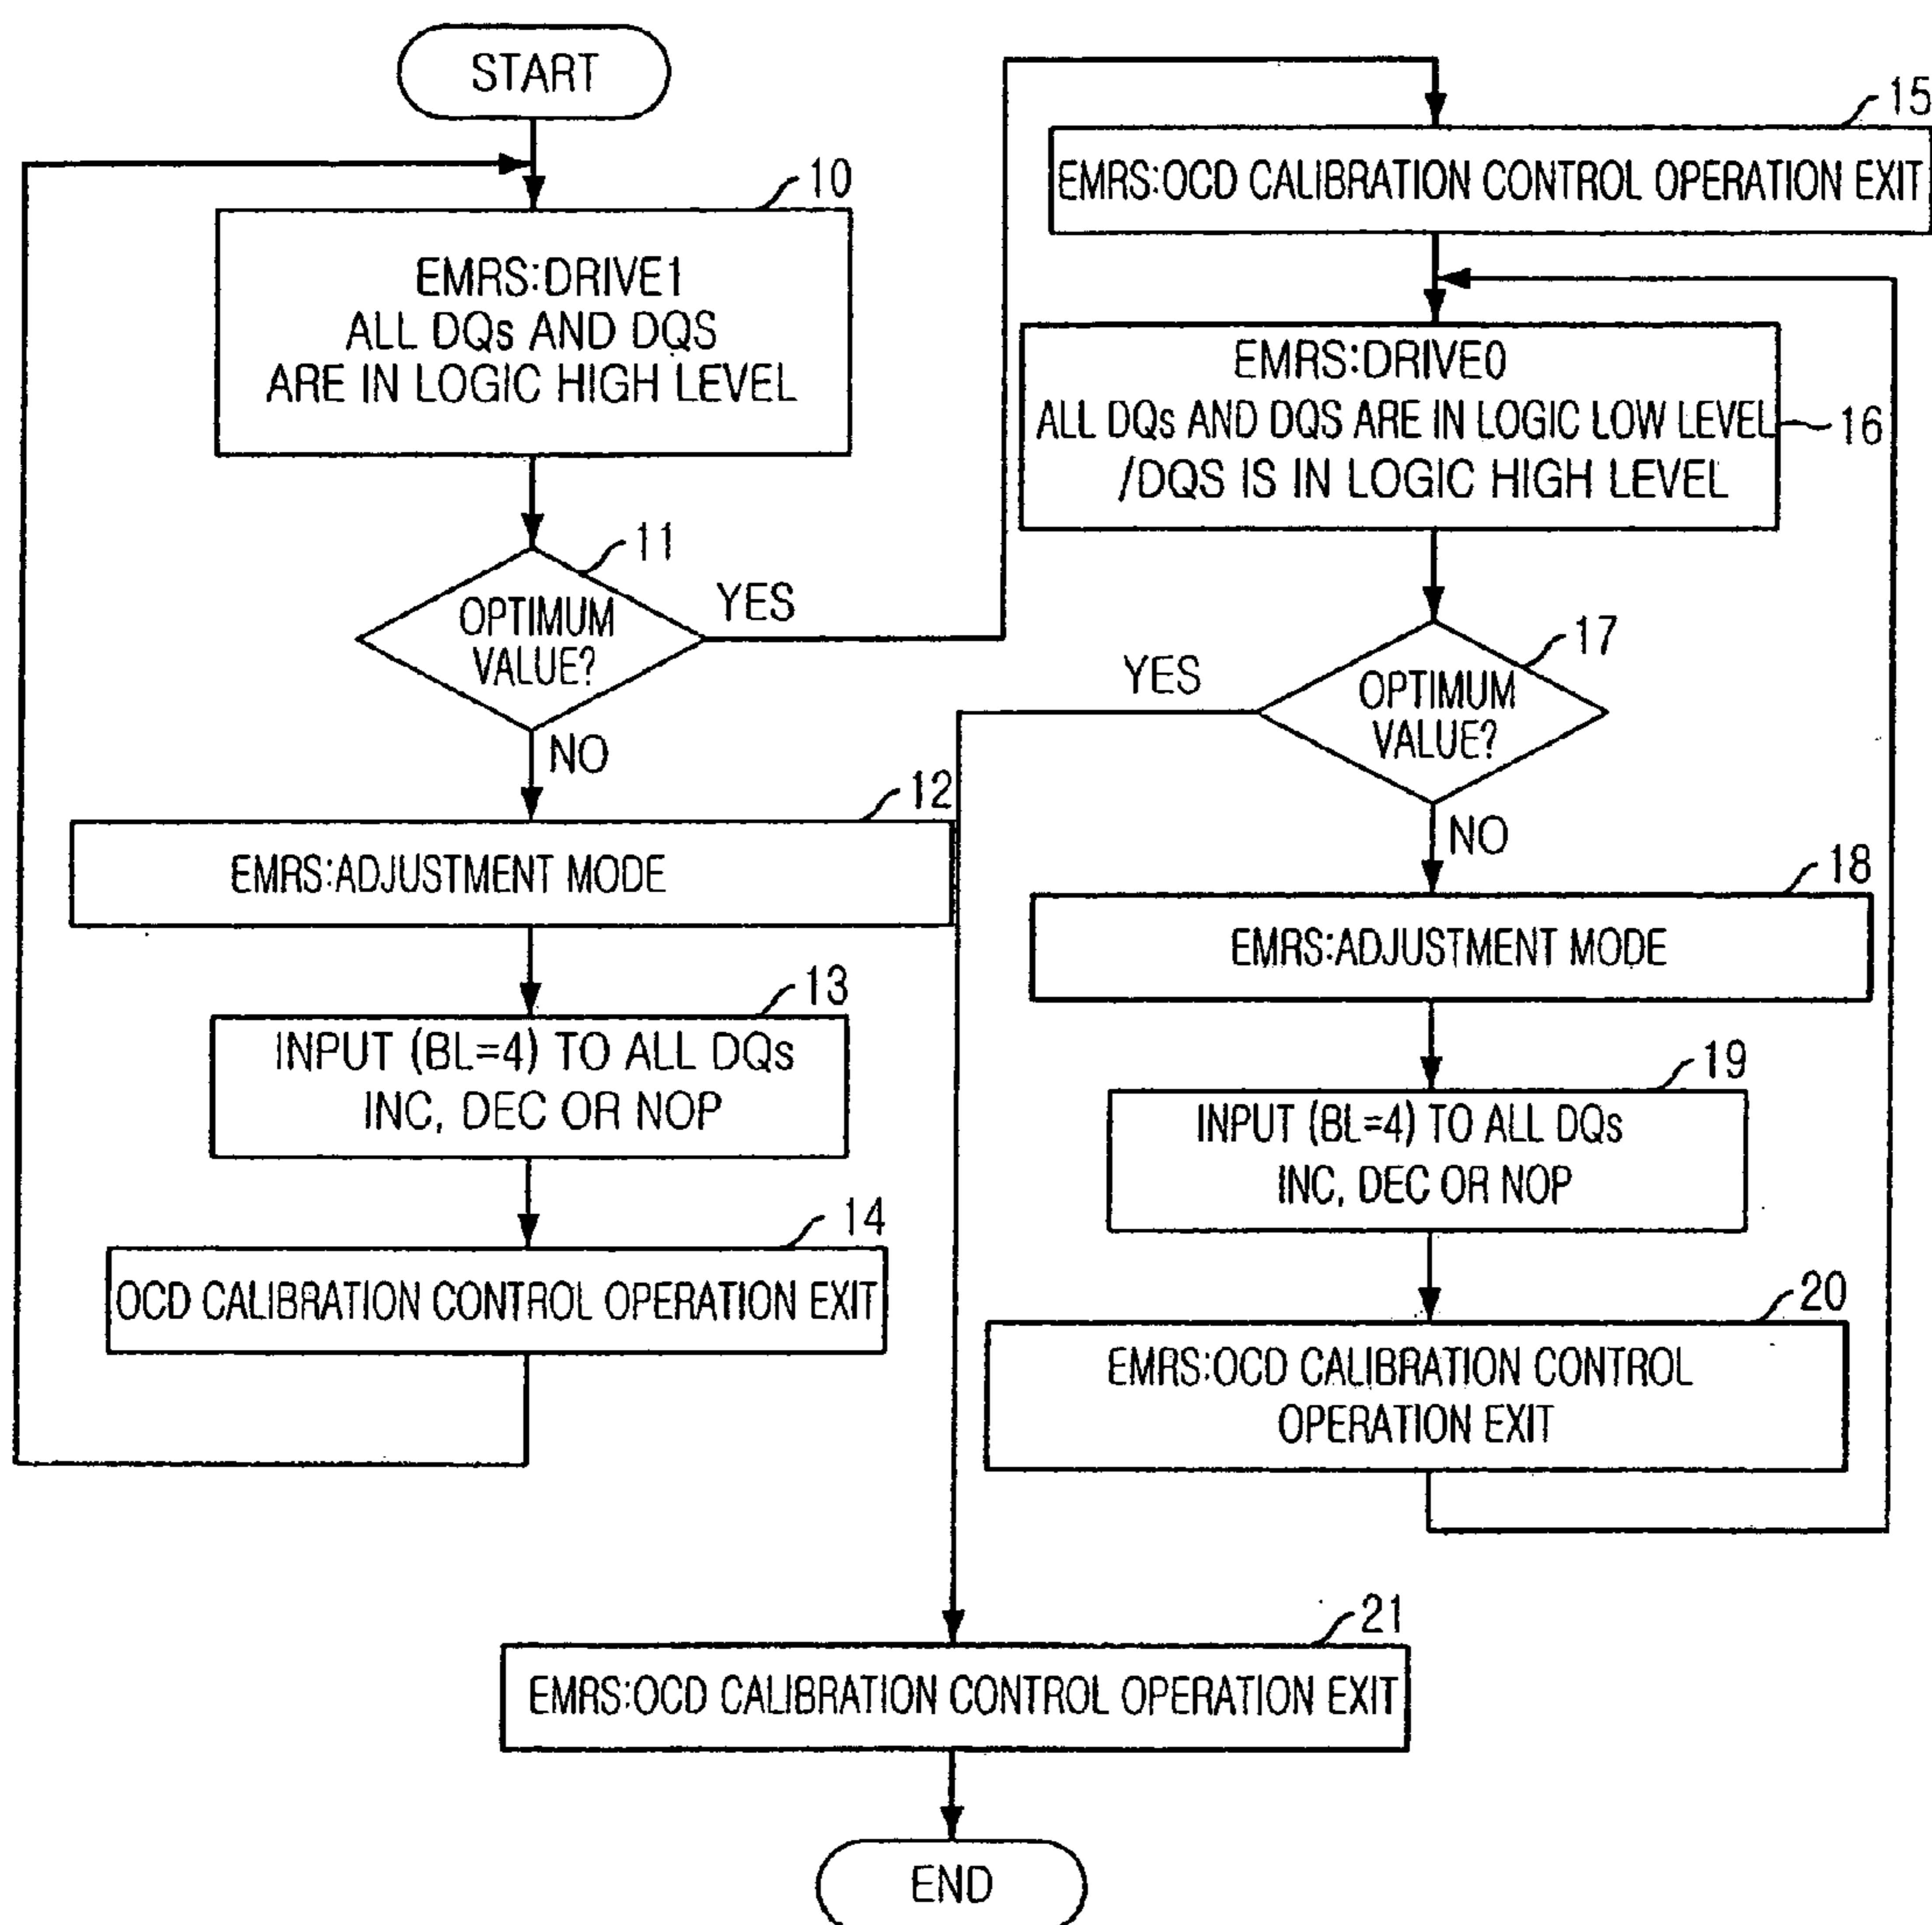 START
10
EMRS:DRIVE1
ALL DQs AND DQS
ARE IN LOGIC HIGH LEVEL
11
OPTIMUM
VALUE?
YES
NO
12
EMRS:ADJUSTMENT MODE
13
INPUT (BL=4) TO ALL DQs
INC, DEC OR NOP
14
OCD CALIBRATION CONTROL OPERATION EXIT
15
EMRS:OCD CALIBRATION CONTROL OPERATION EXIT
EMRS:DRIVE0
ALL DQs AND DQS ARE IN LOGIC LOW LEVEL
/DQS IS IN LOGIC HIGH LEVEL
16
17
OPTIMUM
VALUE?
YES
NO
18
EMRS:ADJUSTMENT MODE
19
INPUT (BL=4) TO ALL DQs
INC, DEC OR NOP
20
EMRS:OCD CALIBRATION CONTROL
OPERATION EXIT
21
EMRS:OCD CALIBRATION CONTROL OPERATION EXIT
END